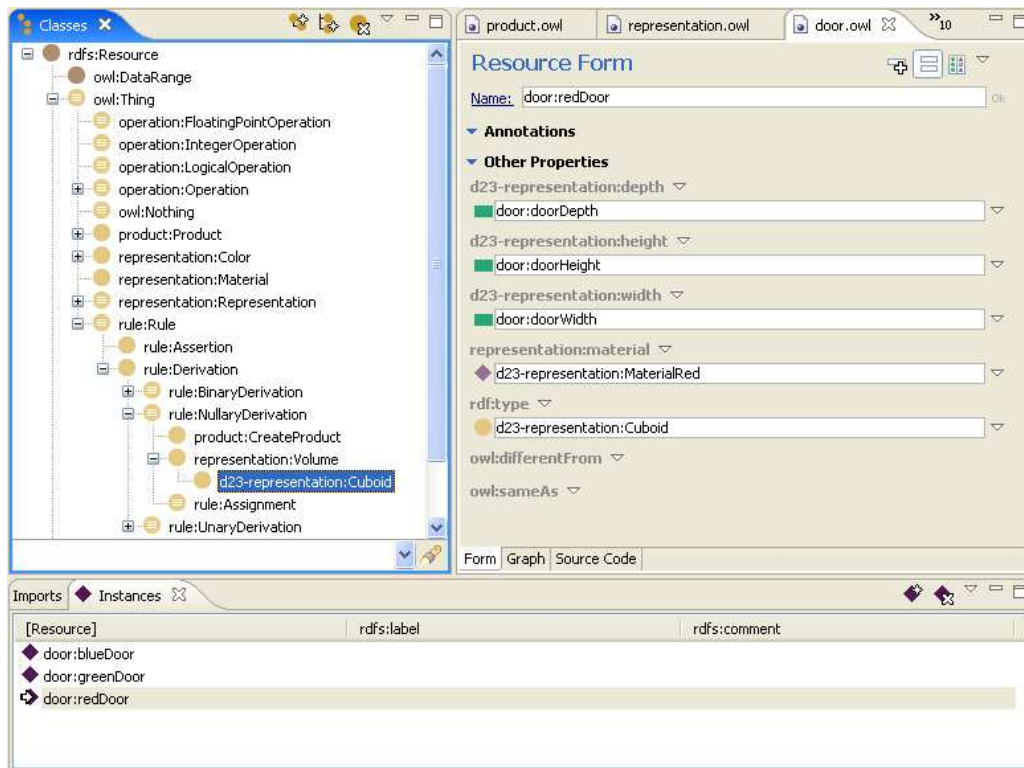 Classes
rdfs:Resource
owl:DataRange
owl:Thing
operation:FloatingPointOperation
operation:IntegerOperation
operation:LogicalOperation
operation:Operation
owl:Nothing
product:Product
representation:Color
representation:Material
representation:Representation
rule:Rule
rule:Assertion
rule:Derivation
rule:BinaryDerivation
rule:NullaryDerivation
product:CreateProduct
representation:Volume
d23-representation:Cuboid
rule:Assignment
rule:UnaryDerivation
product.owl representation.owl door.owl »10
Resource Form
Name: door:redDoor Ok
Annotations
Other Properties
d23-representation:depth
door:doorDepth
d23-representation:height
door:doorHeight
d23-representation:width
door:doorWidth
representation:material
d23-representation:MaterialRed
rdf:type
d23-representation:Cuboid
owl:differentFrom
owl:sameAs
Form Graph Source Code
Imports Instances
[Resource] rdfs:label rdfs:comment
door:blueDoor
door:greenDoor
door:redDoor